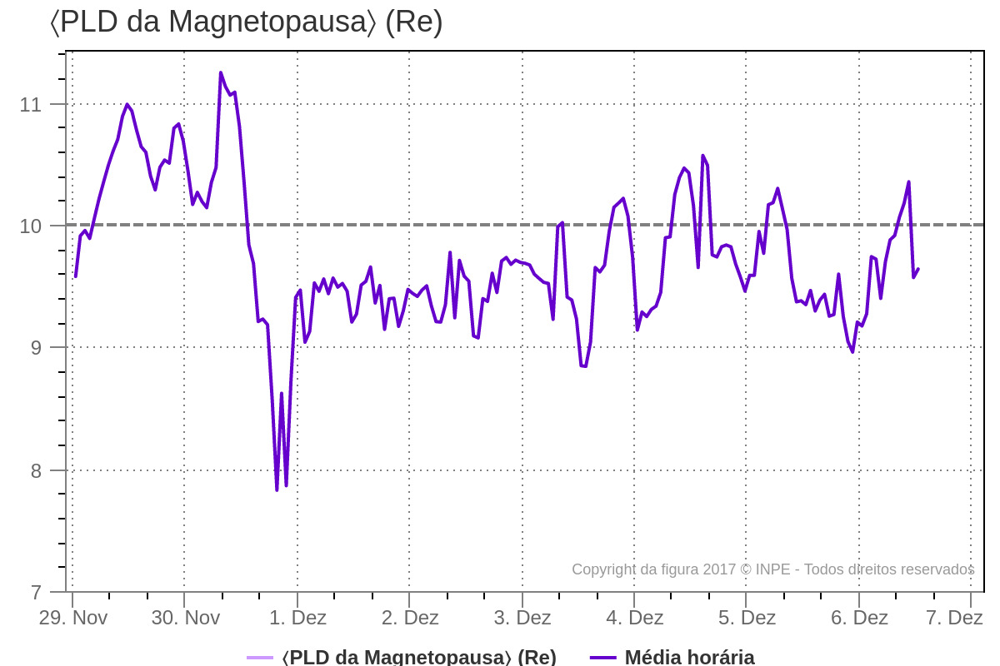 〈PLD da Magnetopausa〉 (Re)
11
10
9
8
7
Copyright da figura 2017 © INPE - Todos direitos reservados
29. Nov 30. Nov 1. Dez 2. Dez 3. Dez 4. Dez 5. Dez 6. Dez 7. Dez
〈PLD da Magnetopausa〉 (Re) Média horária